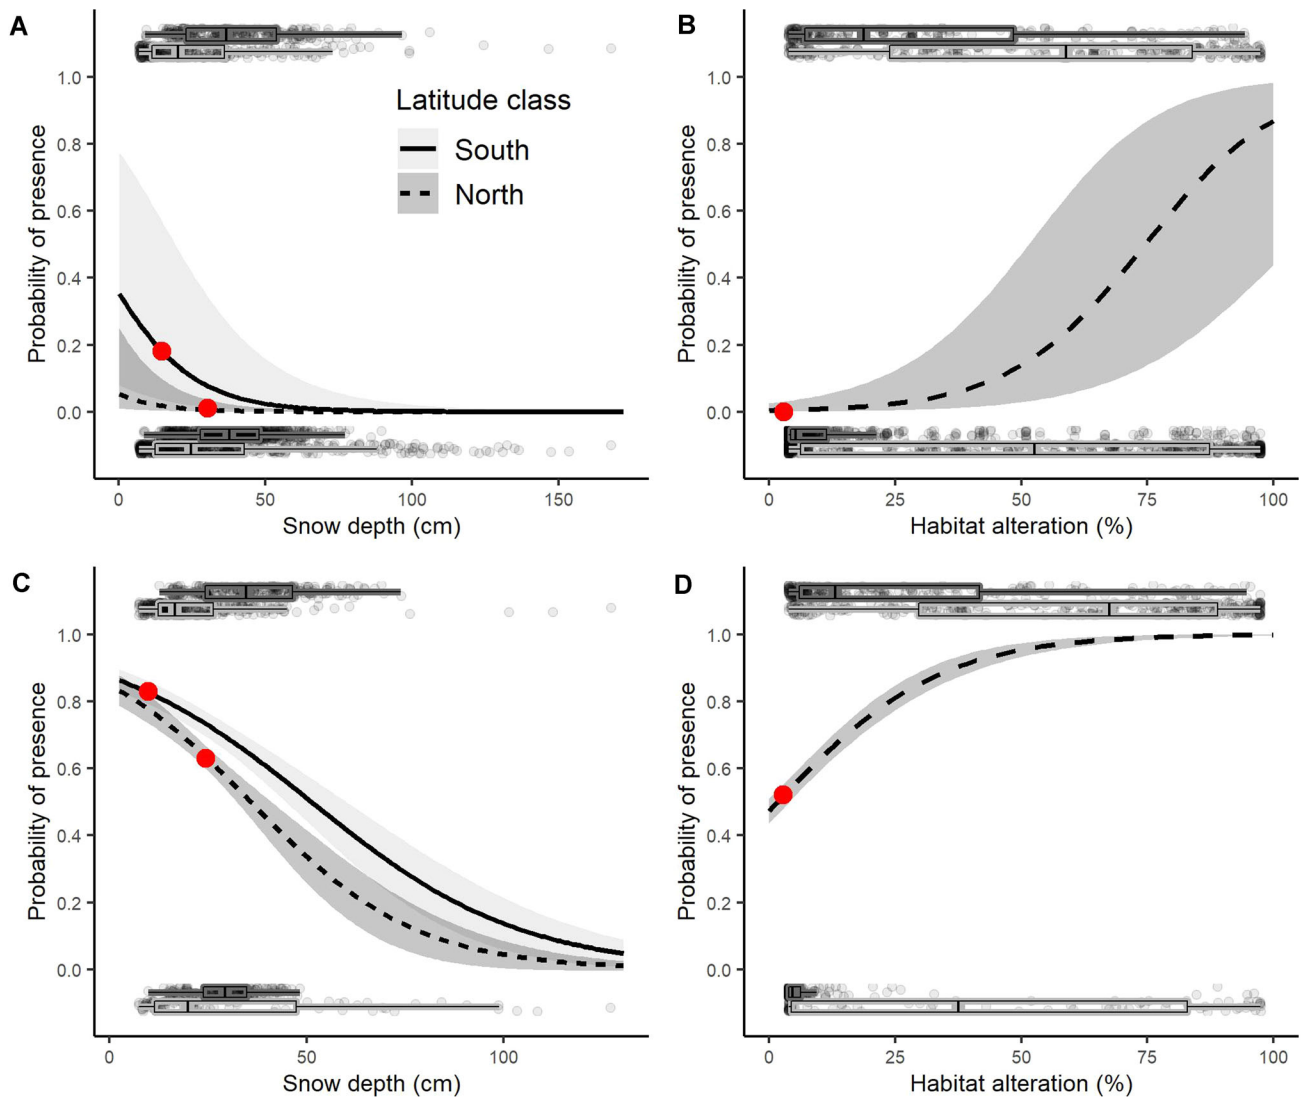 A
1.0
0.8
0.6
0.4
0.2
0.0
Probability of presence
Latitude class
South
North
0 50 100 150
Snow depth (cm)
B
1.0
0.8
0.6
0.4
0.2
0.0
Probability of presence
0 25 50 75 100
Habitat alteration (%)
C
1.0
0.8
0.6
0.4
0.2
0.0
Probability of presence
0 50 100
Snow depth (cm)
D
1.0
0.8
0.6
0.4
0.2
0.0
Probability of presence
0 25 50 75 100
Habitat alteration (%)